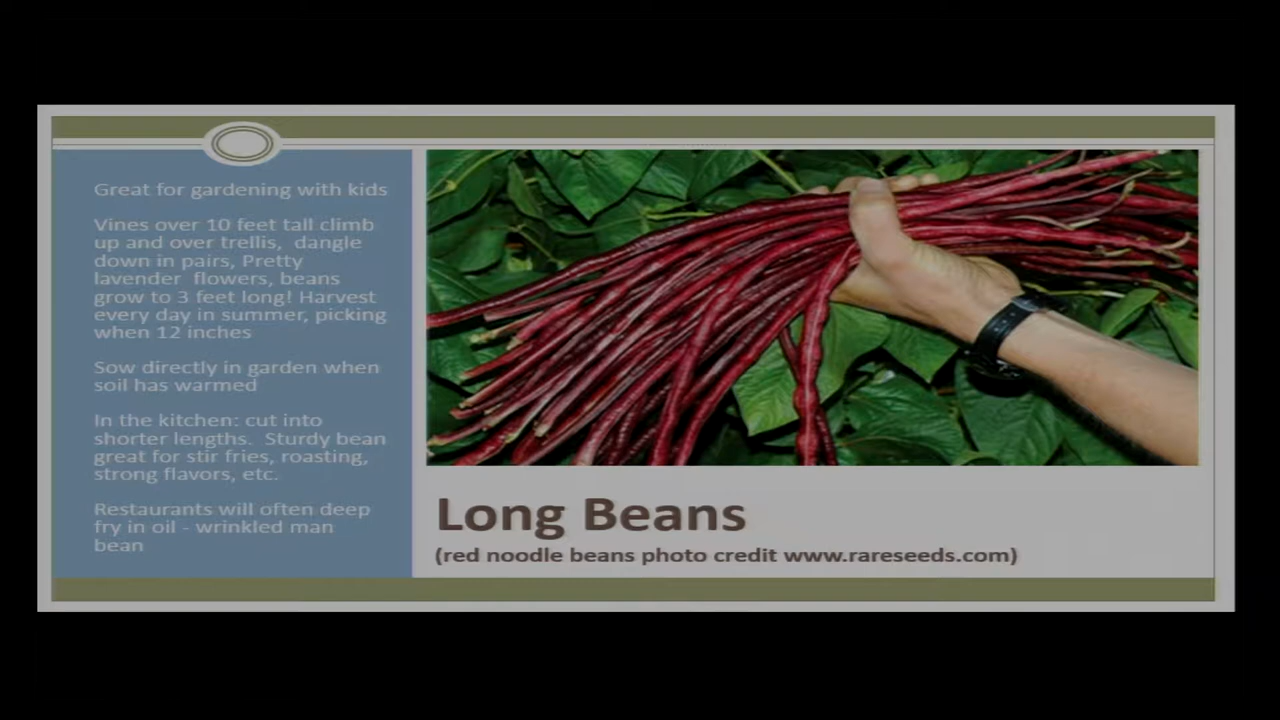 Great for gardening with kids
Vines over 10 feet tall climb
up and over trellis, dangle
down in pairs, Pretty
lavender flowers, beans
grow to 3 feet long! Harvest
every day in summer, picking
when 12 inches
Sow directly in garden when
soil has warmed
In the kitchen: cut into
shorter lengths. Sturdy bean
great for stir fries, roasting,
strong flavors, etc.
Restaurants will often deep
fry in oil - wrinkled man
bean
Long Beans
(red noodle beans photo credit www.rareseeds.com)